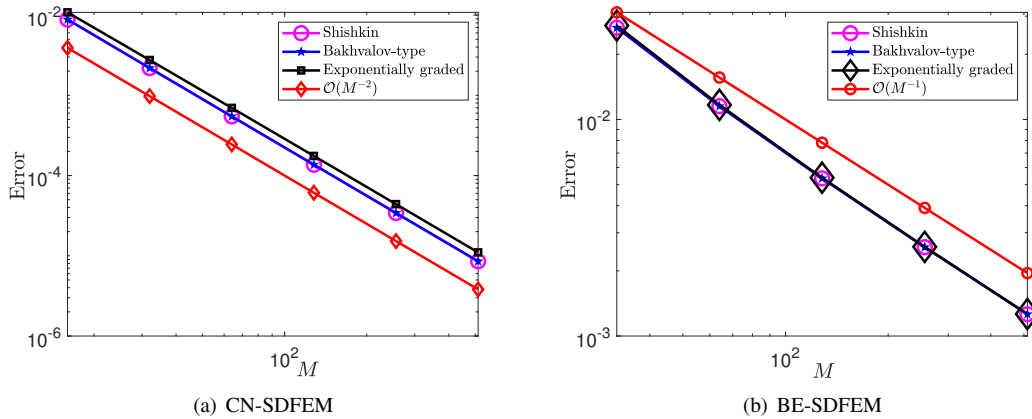 10^-2
10^-4
10^-6
Error
10^2
M
Shishkin
Bakhvalov-type
Exponentially graded
O(M^-2)
(a) CN-SDFEM
10^-2
10^-3
Error
10^2
M
Shishkin
Bakhvalov-type
Exponentially graded
O(M^-1)
(b) BE-SDFEM